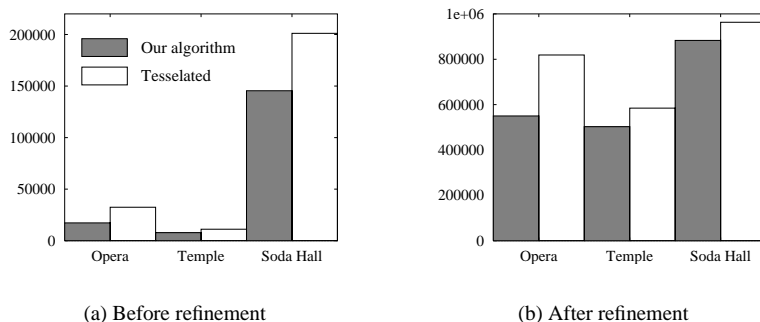 200000
150000
100000
50000
0
Our algorithm
Tesselated
Opera Temple Soda Hall
(a) Before refinement
1e+06
800000
600000
400000
200000
0
Opera Temple Soda Hall
(b) After refinement